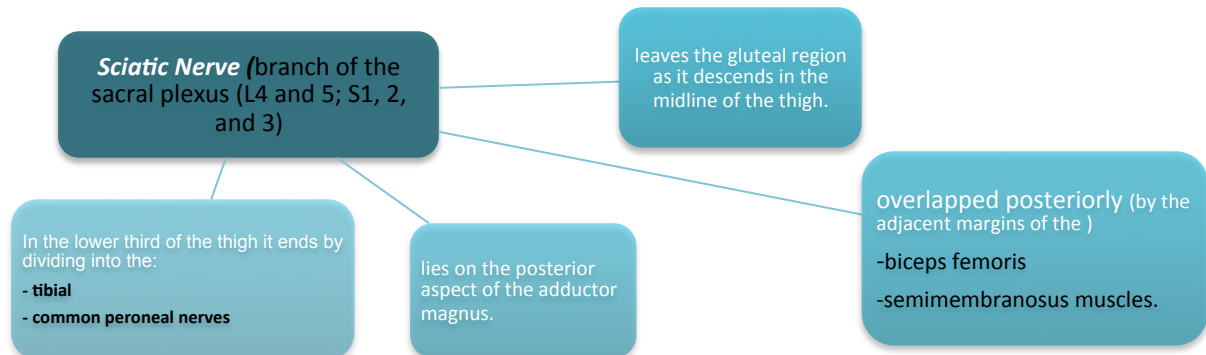 Sciatic Nerve (branch of the
sacral plexus (L4 and 5; S1, 2,
and 3)
leaves the gluteal region
as it descends in the
midline of the thigh.
overlapped posteriorly (by the
adjacent margins of the )
-biceps femoris
-semimembranosus muscles.
In the lower third of the thigh it ends by
dividing into the:
- tibial
- common peroneal nerves
lies on the posterior
aspect of the adductor
magnus.